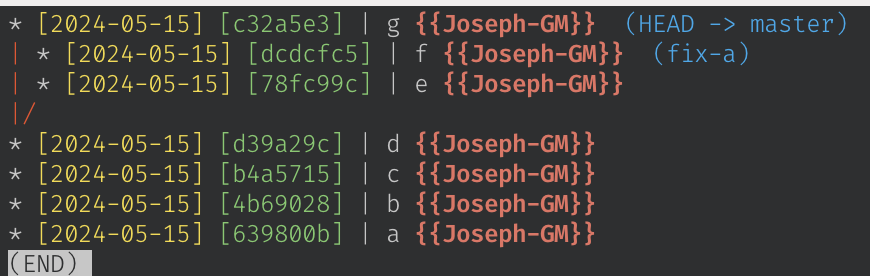 * [2024-05-15] [c32a5e3] | g {{Joseph-GM}}  (HEAD -> master)
| * [2024-05-15] [dcdcfc5] | f {{Joseph-GM}}  (fix-a)
| * [2024-05-15] [78fc99c] | e {{Joseph-GM}}
|/
* [2024-05-15] [d39a29c] | d {{Joseph-GM}}
* [2024-05-15] [b4a5715] | c {{Joseph-GM}}
* [2024-05-15] [4b69028] | b {{Joseph-GM}}
* [2024-05-15] [639800b] | a {{Joseph-GM}}
(END)